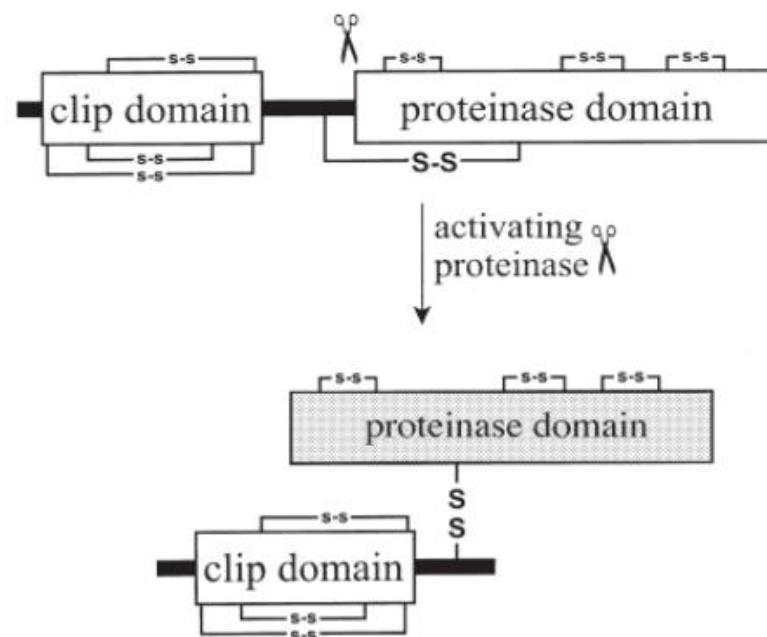 s-s
s-s
s-s
s-s
clip domain
proteinase domain
s-s
s-s
S-S
activating
proteinase
s-s
s-s
s-s
proteinase domain
S
S
s-s
clip domain
s-s
s-s